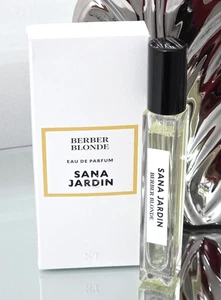 BERBER
BLONDE
EAU DE PARFUM
SANA
JARDIN
SANA JARDIN
BERBER BLONDE